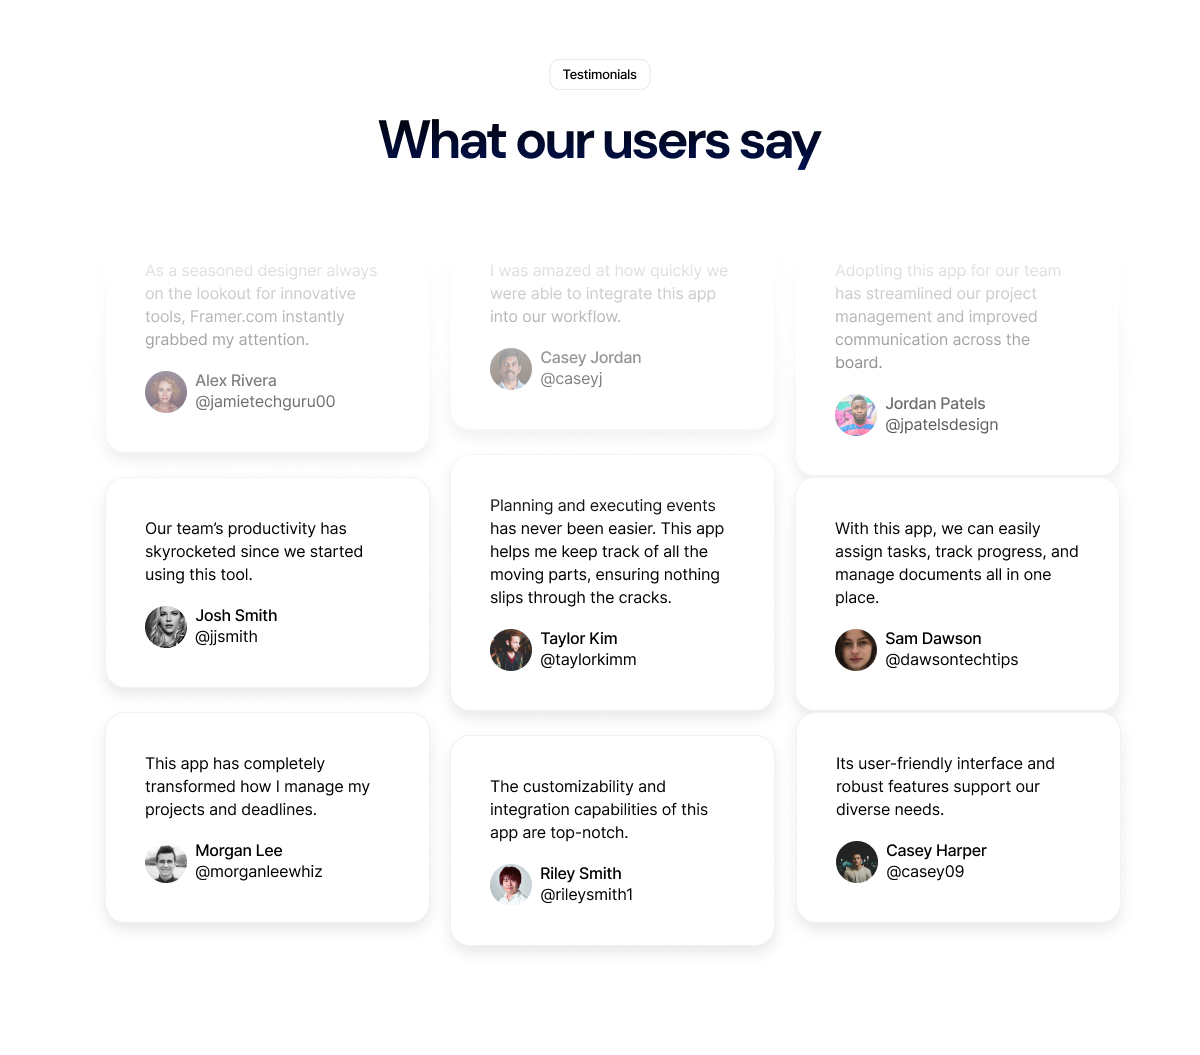 Testimonials
What our users say
As a seasoned designer always
on the lookout for innovative
tools, Framer.com instantly
grabbed my attention.
Alex Rivera
@jamietechguru00
Our team’s productivity has
skyrocketed since we started
using this tool.
Josh Smith
@jjsmith
This app has completely
transformed how I manage my
projects and deadlines.
Morgan Lee
@morganleewhiz
I was amazed at how quickly we
were able to integrate this app
into our workflow.
Casey Jordan
@caseyj
Planning and executing events
has never been easier. This app
helps me keep track of all the
moving parts, ensuring nothing
slips through the cracks.
Taylor Kim
@taylorkimm
The customizability and
integration capabilities of this
app are top-notch.
Riley Smith
@rileysmith1
Adopting this app for our team
has streamlined our project
management and improved
communication across the
board.
Jordan Patels
@jpatelsdesign
With this app, we can easily
assign tasks, track progress, and
manage documents all in one
place.
Sam Dawson
@dawsontechtips
Its user-friendly interface and
robust features support our
diverse needs.
Casey Harper
@casey09